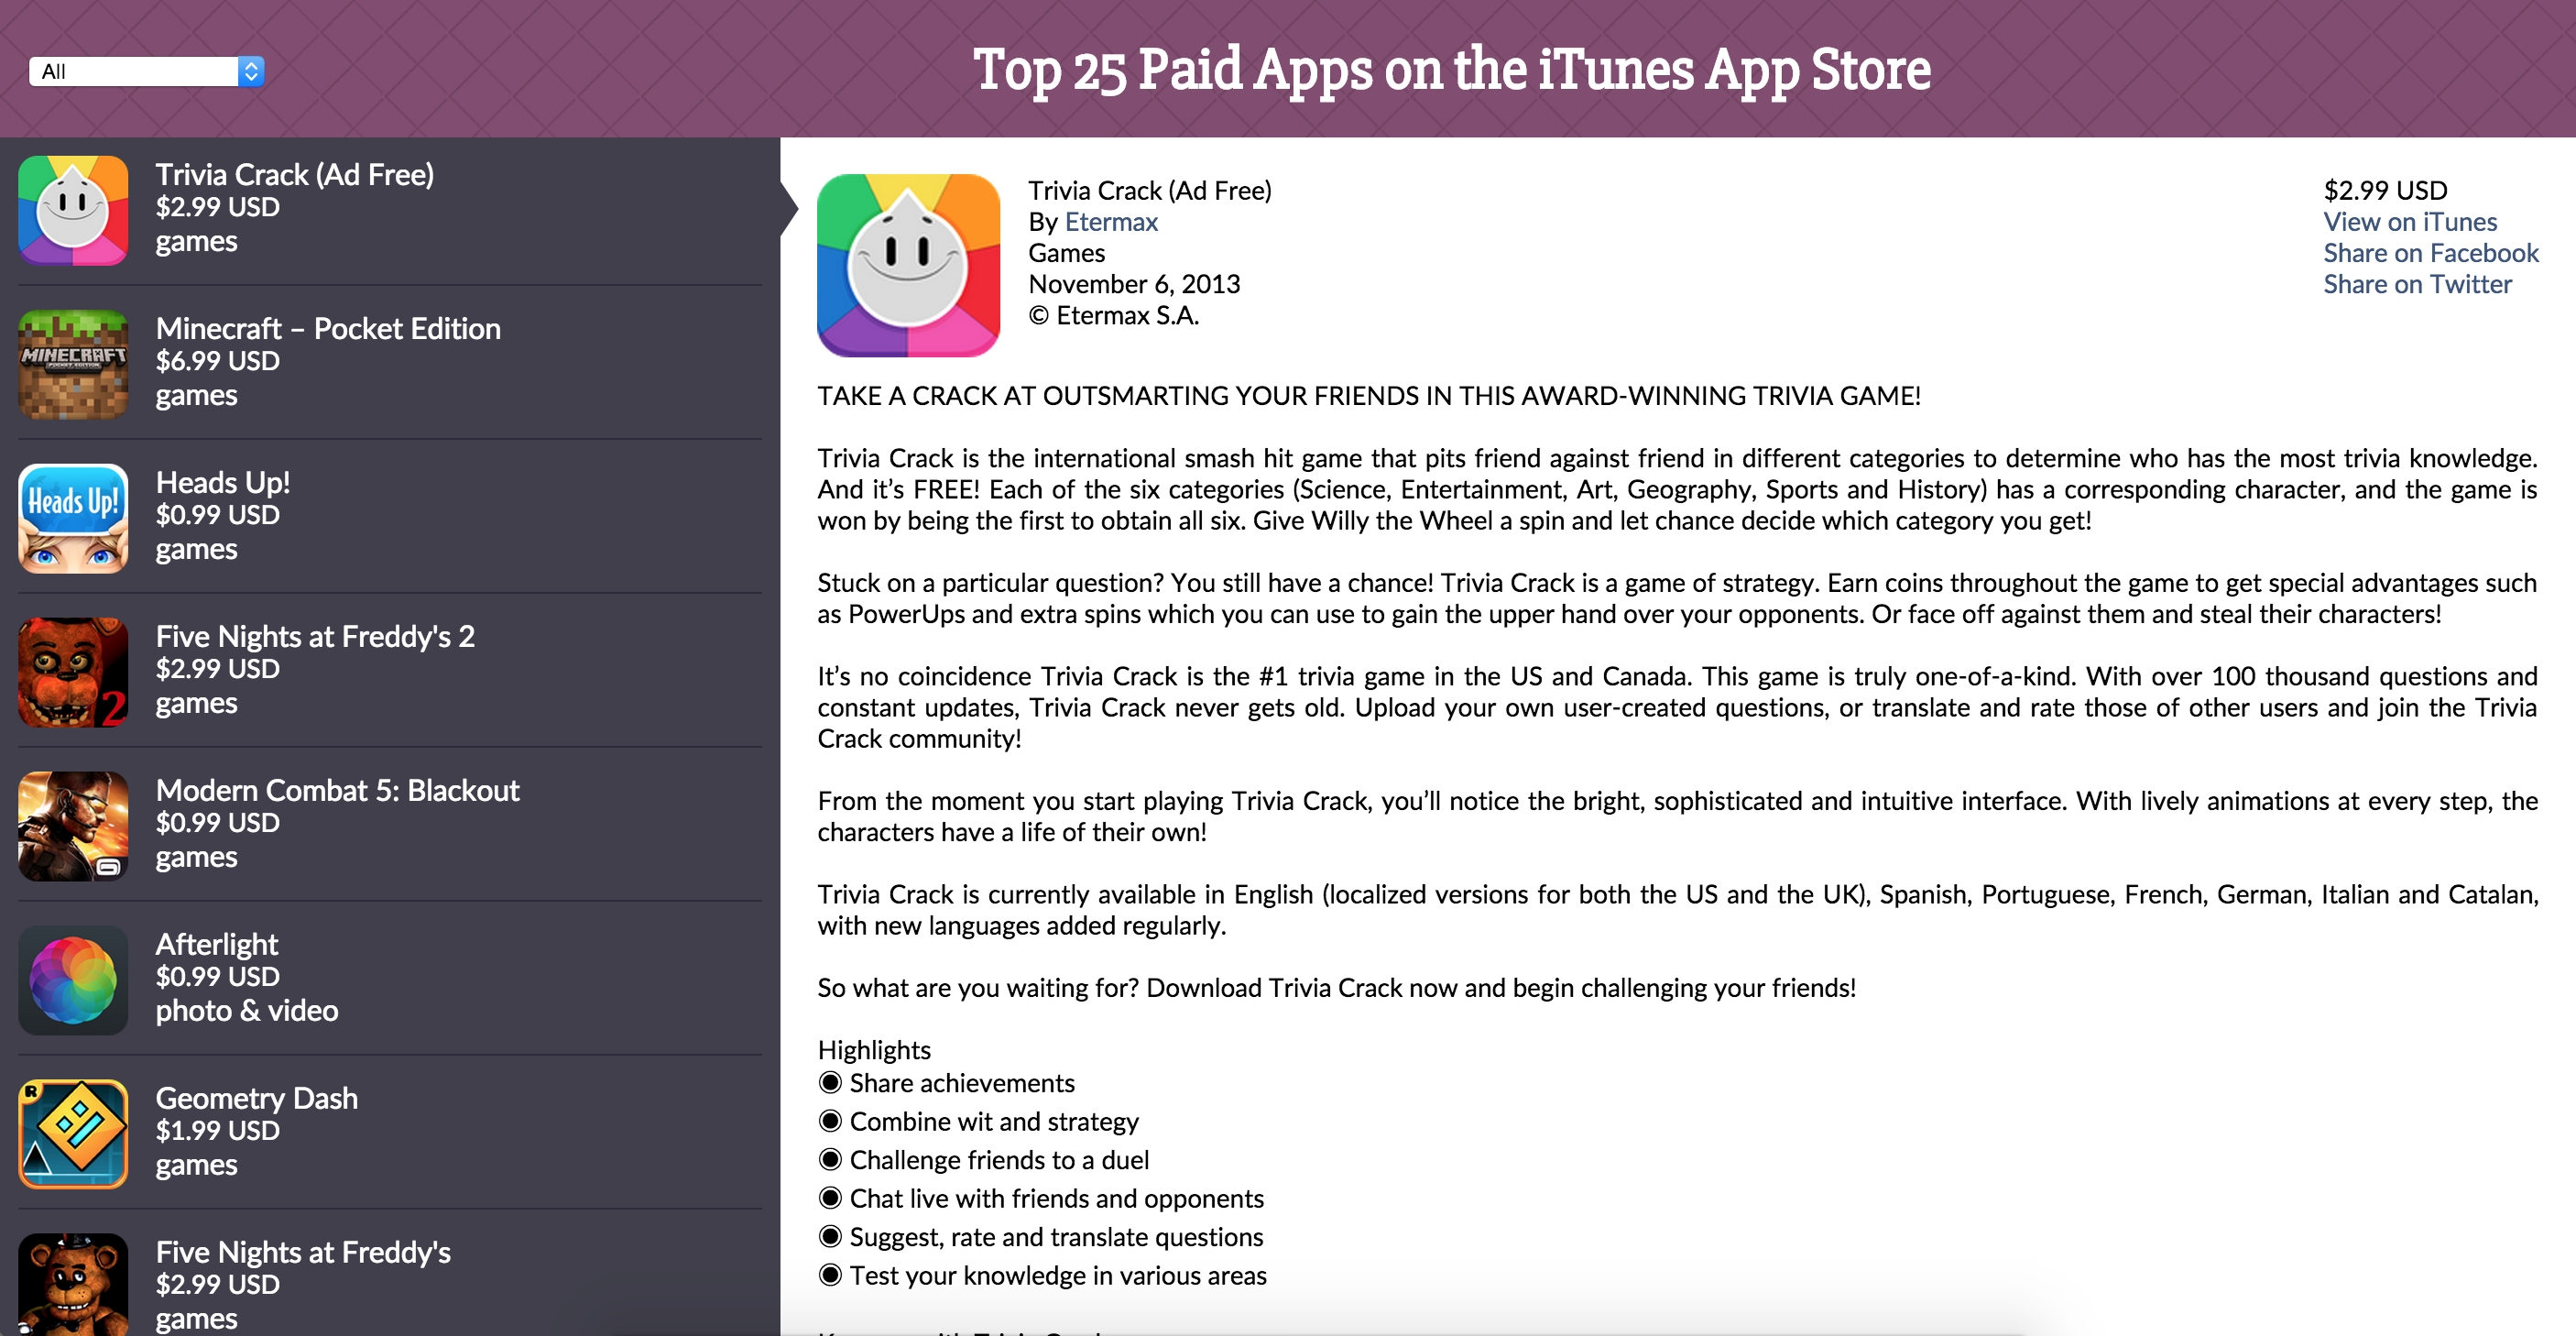 All
Top 25 Paid Apps on the iTunes App Store
Trivia Crack (Ad Free)
$2.99 USD
games
MINECRAFT
POCKET EDITION
Minecraft – Pocket Edition
$6.99 USD
games
Heads Up!
Heads Up!
$0.99 USD
games
2
Five Nights at Freddy's 2
$2.99 USD
games
Modern Combat 5: Blackout
$0.99 USD
games
Afterlight
$0.99 USD
photo & video
R
Geometry Dash
$1.99 USD
games
Five Nights at Freddy's
$2.99 USD
games
Trivia Crack (Ad Free)
By Etermax
Games
November 6, 2013
© Etermax S.A.
$2.99 USD
View on iTunes
Share on Facebook
Share on Twitter
TAKE A CRACK AT OUTSMARTING YOUR FRIENDS IN THIS AWARD-WINNING TRIVIA GAME!
Trivia Crack is the international smash hit game that pits friend against friend in different categories to determine who has the most trivia knowledge.
And it’s FREE! Each of the six categories (Science, Entertainment, Art, Geography, Sports and History) has a corresponding character, and the game is
won by being the first to obtain all six. Give Willy the Wheel a spin and let chance decide which category you get!
Stuck on a particular question? You still have a chance! Trivia Crack is a game of strategy. Earn coins throughout the game to get special advantages such
as PowerUps and extra spins which you can use to gain the upper hand over your opponents. Or face off against them and steal their characters!
It’s no coincidence Trivia Crack is the #1 trivia game in the US and Canada. This game is truly one-of-a-kind. With over 100 thousand questions and
constant updates, Trivia Crack never gets old. Upload your own user-created questions, or translate and rate those of other users and join the Trivia
Crack community!
From the moment you start playing Trivia Crack, you’ll notice the bright, sophisticated and intuitive interface. With lively animations at every step, the
characters have a life of their own!
Trivia Crack is currently available in English (localized versions for both the US and the UK), Spanish, Portuguese, French, German, Italian and Catalan,
with new languages added regularly.
So what are you waiting for? Download Trivia Crack now and begin challenging your friends!
Highlights
◉ Share achievements
◉ Combine wit and strategy
◉ Challenge friends to a duel
◉ Chat live with friends and opponents
◉ Suggest, rate and translate questions
◉ Test your knowledge in various areas